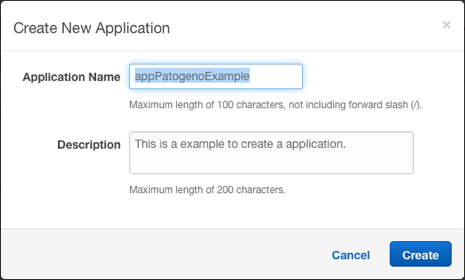 Create New Application
×
Application Name
appPatogenoExample
Maximum length of 100 characters, not including forward slash (/).
Description
This is a example to create a application.
Maximum length of 200 characters.
Cancel
Create